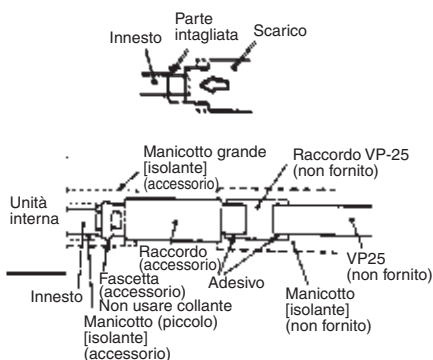 Parte
intagliata
Innesto
Scarico
Manicotto grande
[isolante]
(accessorio)
Raccordo VP-25
(non fornito)
Unità
interna
Raccordo
(accessorio)
Adesivo
VP25
(non fornito)
Fascetta
(accessorio)
Non usare collante
Innesto
Manicotto (piccolo)
[isolante]
(accessorio)
Manicotto
[isolante]
(non fornito)